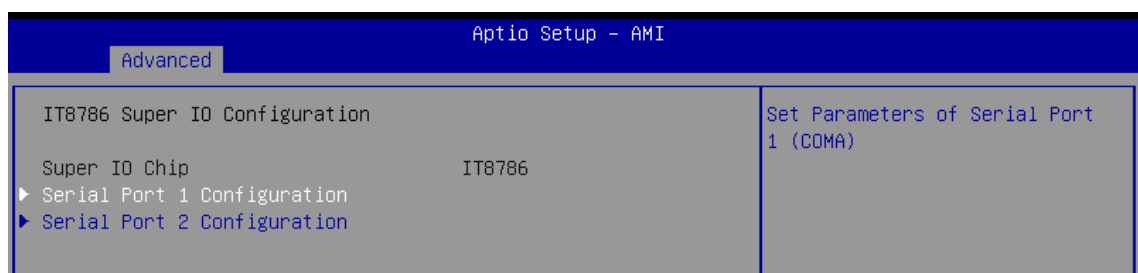 Aptio Setup – AMI
Advanced
IT8786 Super IO Configuration
Super IO Chip IT8786
Serial Port 1 Configuration
Serial Port 2 Configuration
Set Parameters of Serial Port
1 (COMA)